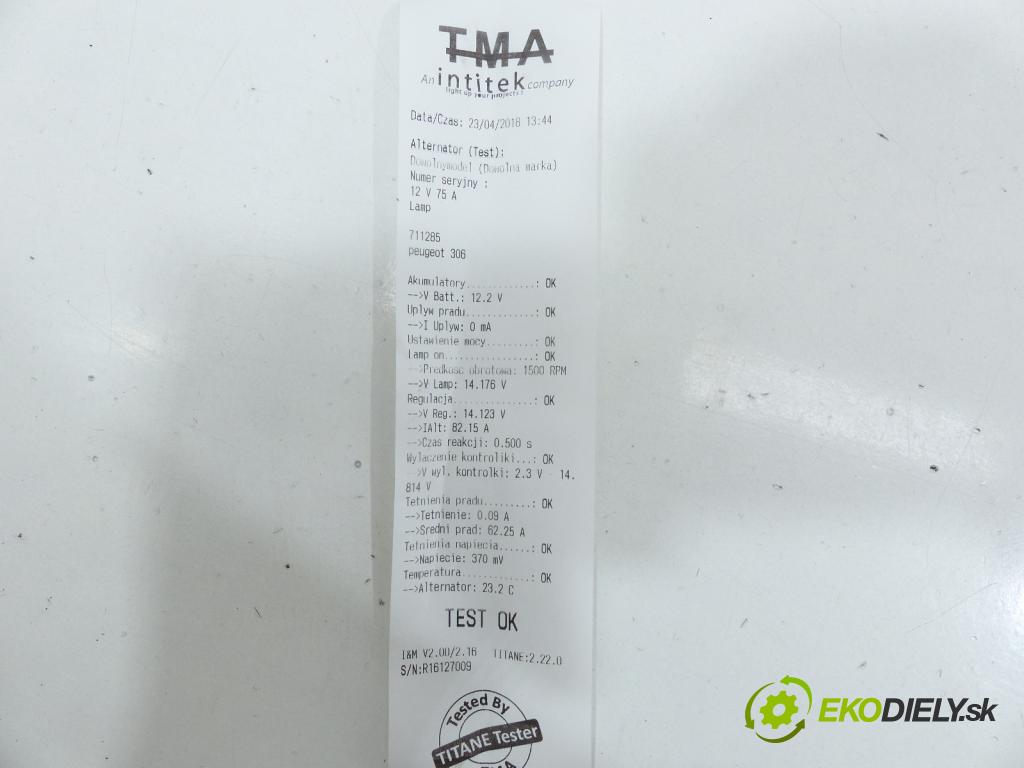 TMA
An intitek company
light up your projects !
Data/Czas: 23/04/2018 13:44
Alternator (Test):
Dowolnymodel (Dowolna marka)
Numer seryjny :
12 V 75 A
Lamp
711285
peugeot 306
Akumulatory............: OK
-->V Batt.: 12.2 V
Uplyw pradu............: OK
-->I Uplyw: 0 mA
Ustawienie mocy........: OK
Lamp on................: OK
-->Predkosc obrotowa: 1500 RPM
-->V Lamp: 14.176 V
Regulacja..............: OK
-->V Reg.: 14.123 V
-->IAlt: 82.15 A
-->Czas reakcji: 0.500 s
Wylaczenie kontroliki...: OK
-->V wyl. kontrolki: 2.3 V - 14.
814 V
Tetnienia pradu........: OK
-->Tetnienie: 0.09 A
-->Sredni prad: 62.25 A
Tetnienia napiecia.....: OK
-->Napiecie: 370 mV
Temperatura............: OK
-->Alternator: 23.2 C
TEST OK
I&M V2.00/2.16 TITANE:2.22.0
S/N:R16127009
Tested By
TITANE Tester
TMA
EKODIELY.sk